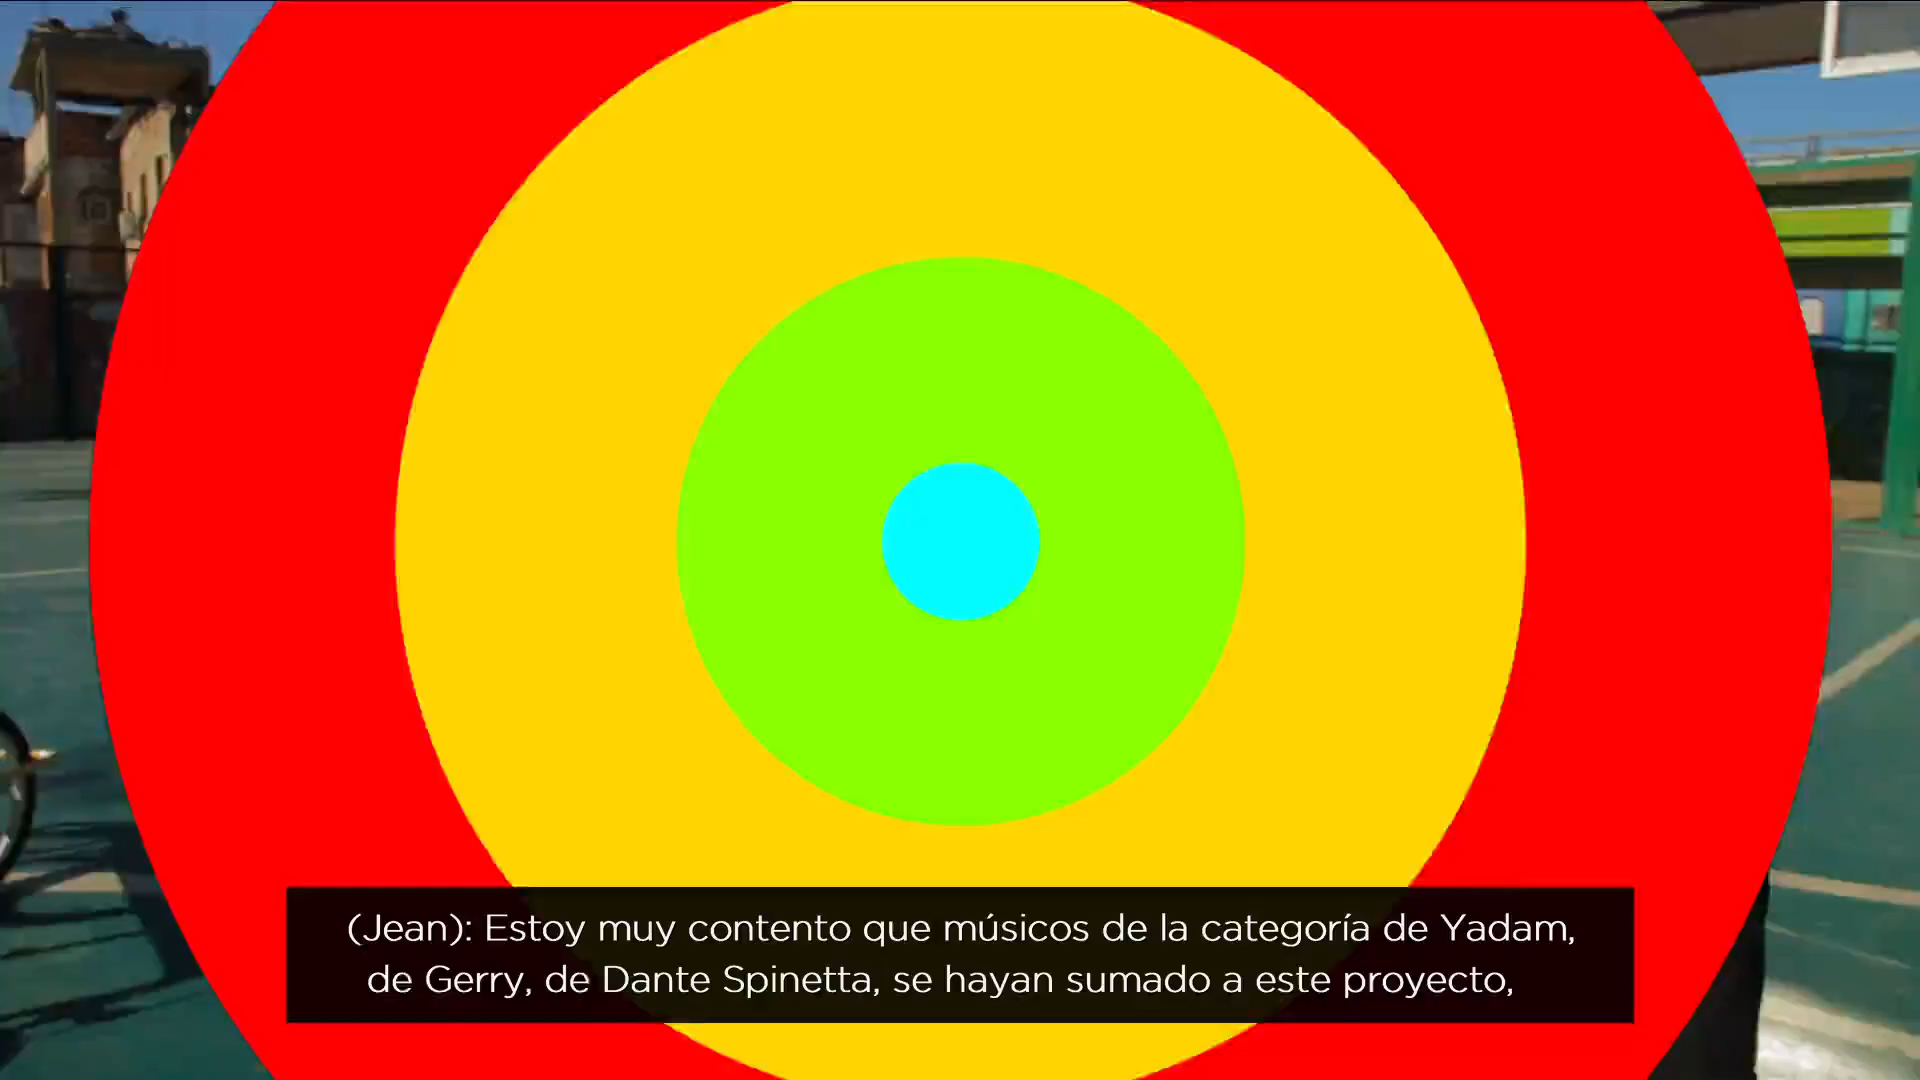 (Jean): Estoy muy contento que músicos de la categoría de Yadam,
de Gerry, de Dante Spinetta, se hayan sumado a este proyecto,